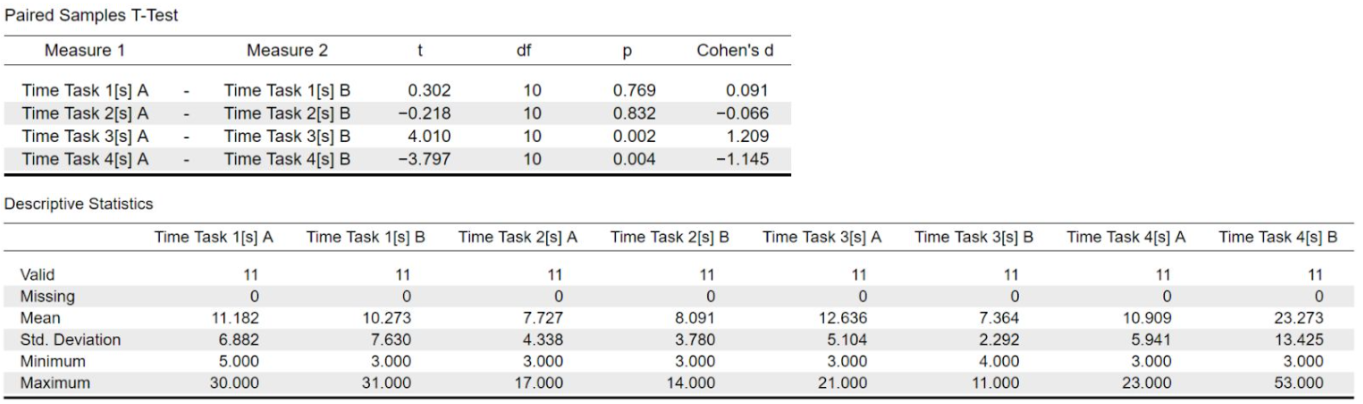 Paired Samples T-Test
Measure 1 Measure 2 t df p Cohen's d
Time Task 1[s] A - Time Task 1[s] B 0.302 10 0.769 0.091
Time Task 2[s] A - Time Task 2[s] B −0.218 10 0.832 −0.066
Time Task 3[s] A - Time Task 3[s] B 4.010 10 0.002 1.209
Time Task 4[s] A - Time Task 4[s] B −3.797 10 0.004 −1.145
Descriptive Statistics
Time Task 1[s] A Time Task 1[s] B Time Task 2[s] A Time Task 2[s] B Time Task 3[s] A Time Task 3[s] B Time Task 4[s] A Time Task 4[s] B
Valid 11 11 11 11 11 11 11 11
Missing 0 0 0 0 0 0 0 0
Mean 11.182 10.273 7.727 8.091 12.636 7.364 10.909 23.273
Std. Deviation 6.882 7.630 4.338 3.780 5.104 2.292 5.941 13.425
Minimum 5.000 3.000 3.000 3.000 3.000 4.000 3.000 3.000
Maximum 30.000 31.000 17.000 14.000 21.000 11.000 23.000 53.000